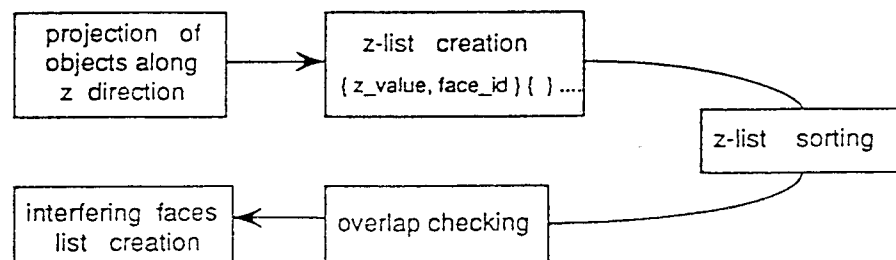 projection of
objects along
z direction
z-list creation
{ z_value, face_id } { } ....
z-list sorting
overlap checking
interfering faces
list creation